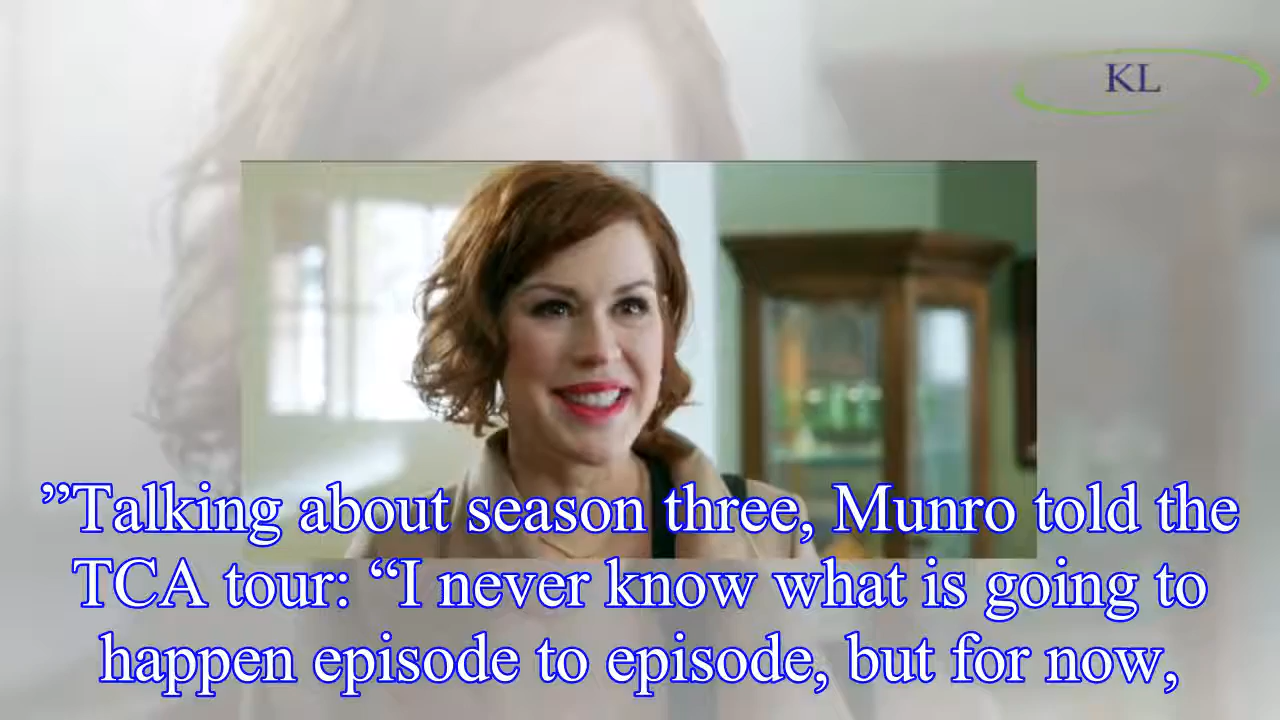 KL
”Talking about season three, Munro told the
TCA tour: “I never know what is going to
happen episode to episode, but for now,